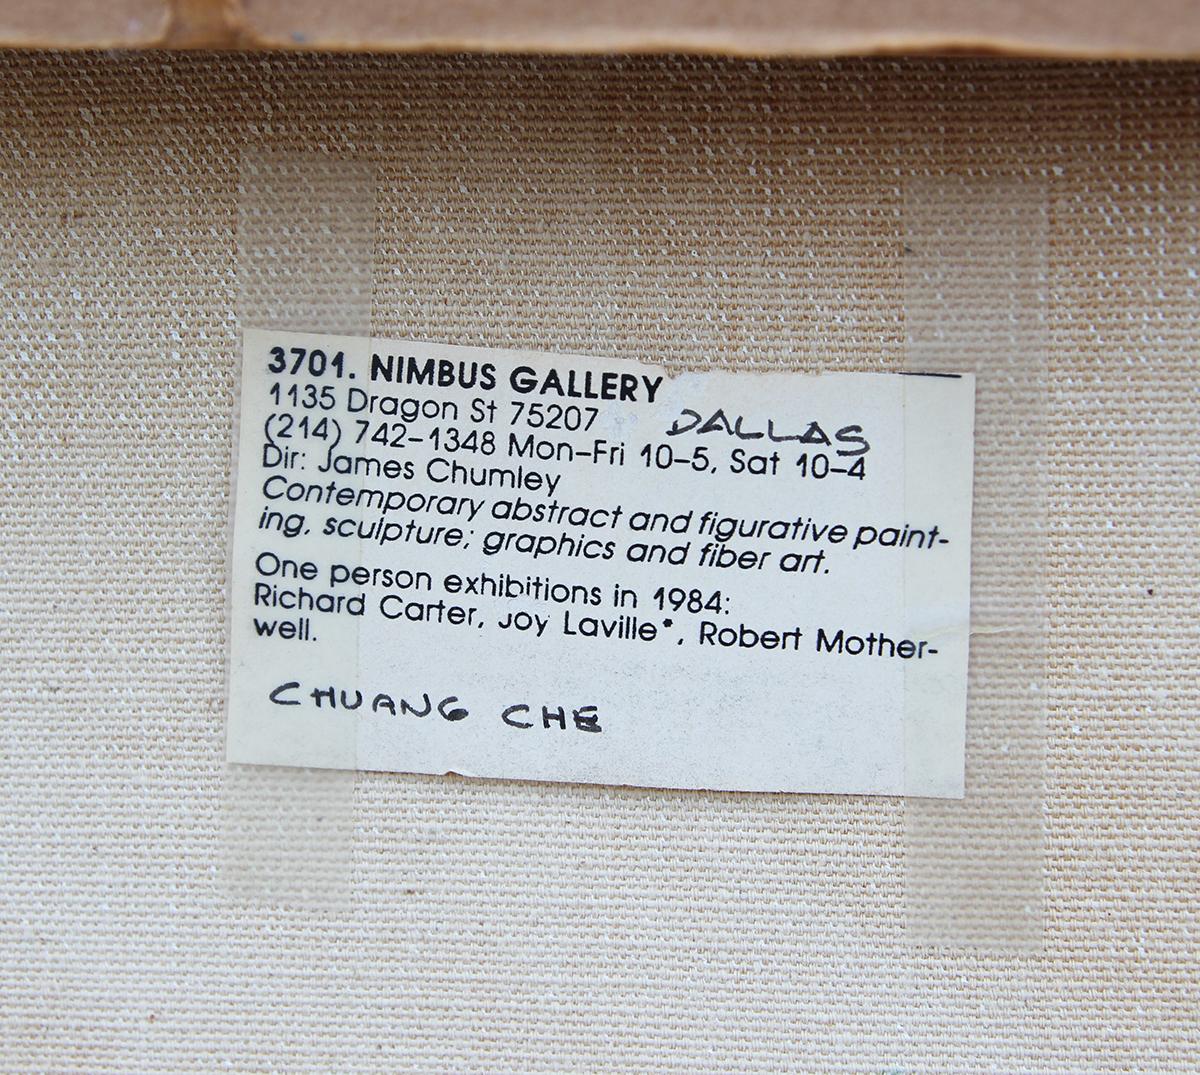 3701. NIMBUS GALLERY
1135 Dragon St 75207 DALLAS
(214) 742-1348 Mon-Fri 10-5, Sat 10-4
Dir: James Chumley
Contemporary abstract and figurative paint-
ing, sculpture; graphics and fiber art.
One person exhibitions in 1984:
Richard Carter, Joy Laville*, Robert Mother-
well.
CHUANG CHE